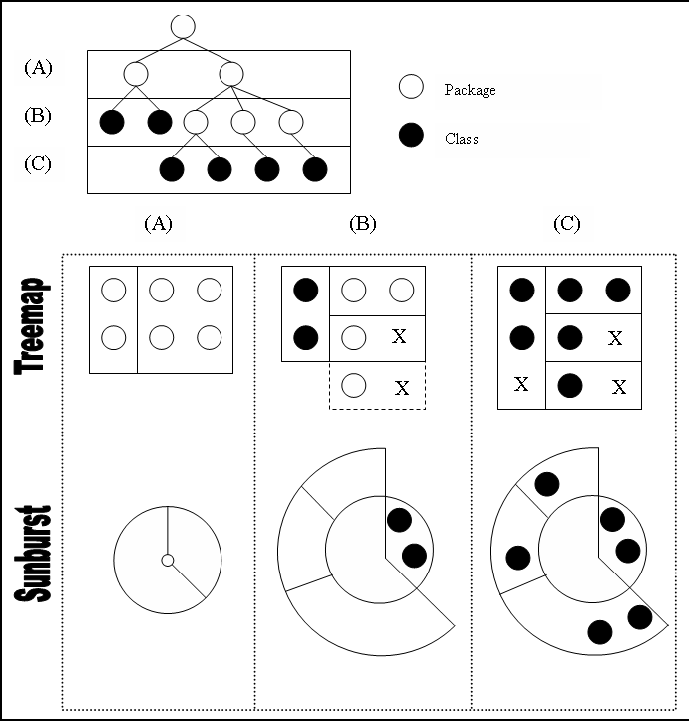 (A)
Package
(B)
Class
(C)
(A) (B) (C)
Treemap
X
X
X X
X X
Sunburst